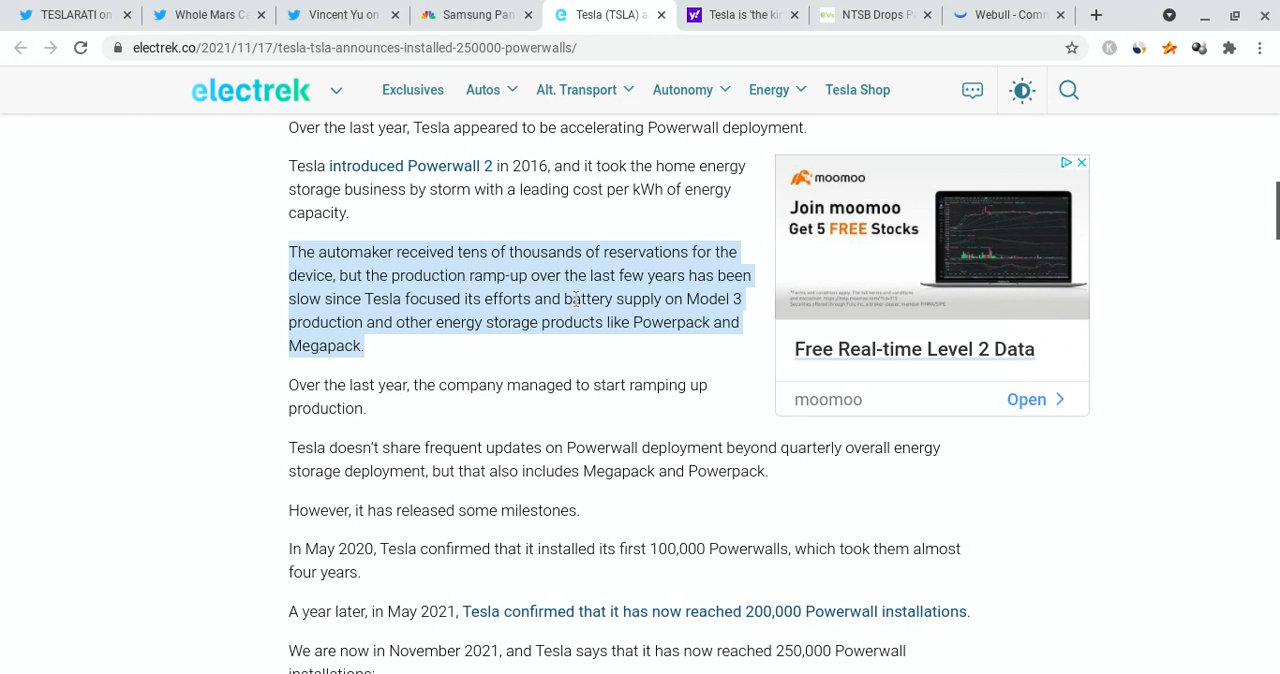 TESLARATI on
Whole Mars C
Vincent Yu on
Samsung Pan
Tesla (TSLA) a
Tesla is 'the ki
NTSB Drops P
Webull - Com
electrek.co/2021/11/17/tesla-tsla-announces-installed-250000-powerwalls/
electrek
Exclusives Autos Alt. Transport Autonomy Energy Tesla Shop
Over the last year, Tesla appeared to be accelerating Powerwall deployment.
Tesla introduced Powerwall 2 in 2016, and it took the home energy
storage business by storm with a leading cost per kWh of energy
capacity.
The automaker received tens of thousands of reservations for the
device, but the production ramp-up over the last few years has been
slow since Tesla focused its efforts and battery supply on Model 3
production and other energy storage products like Powerpack and
Megapack.
Over the last year, the company managed to start ramping up
production.
Tesla doesn't share frequent updates on Powerwall deployment beyond quarterly overall energy
storage deployment, but that also includes Megapack and Powerpack.
However, it has released some milestones.
In May 2020, Tesla confirmed that it installed its first 100,000 Powerwalls, which took them almost
four years.
A year later, in May 2021, Tesla confirmed that it has now reached 200,000 Powerwall installations.
We are now in November 2021, and Tesla says that it has now reached 250,000 Powerwall
installations:
moomoo
Join moomoo
Get 5 FREE Stocks
Free Real-time Level 2 Data
moomoo Open